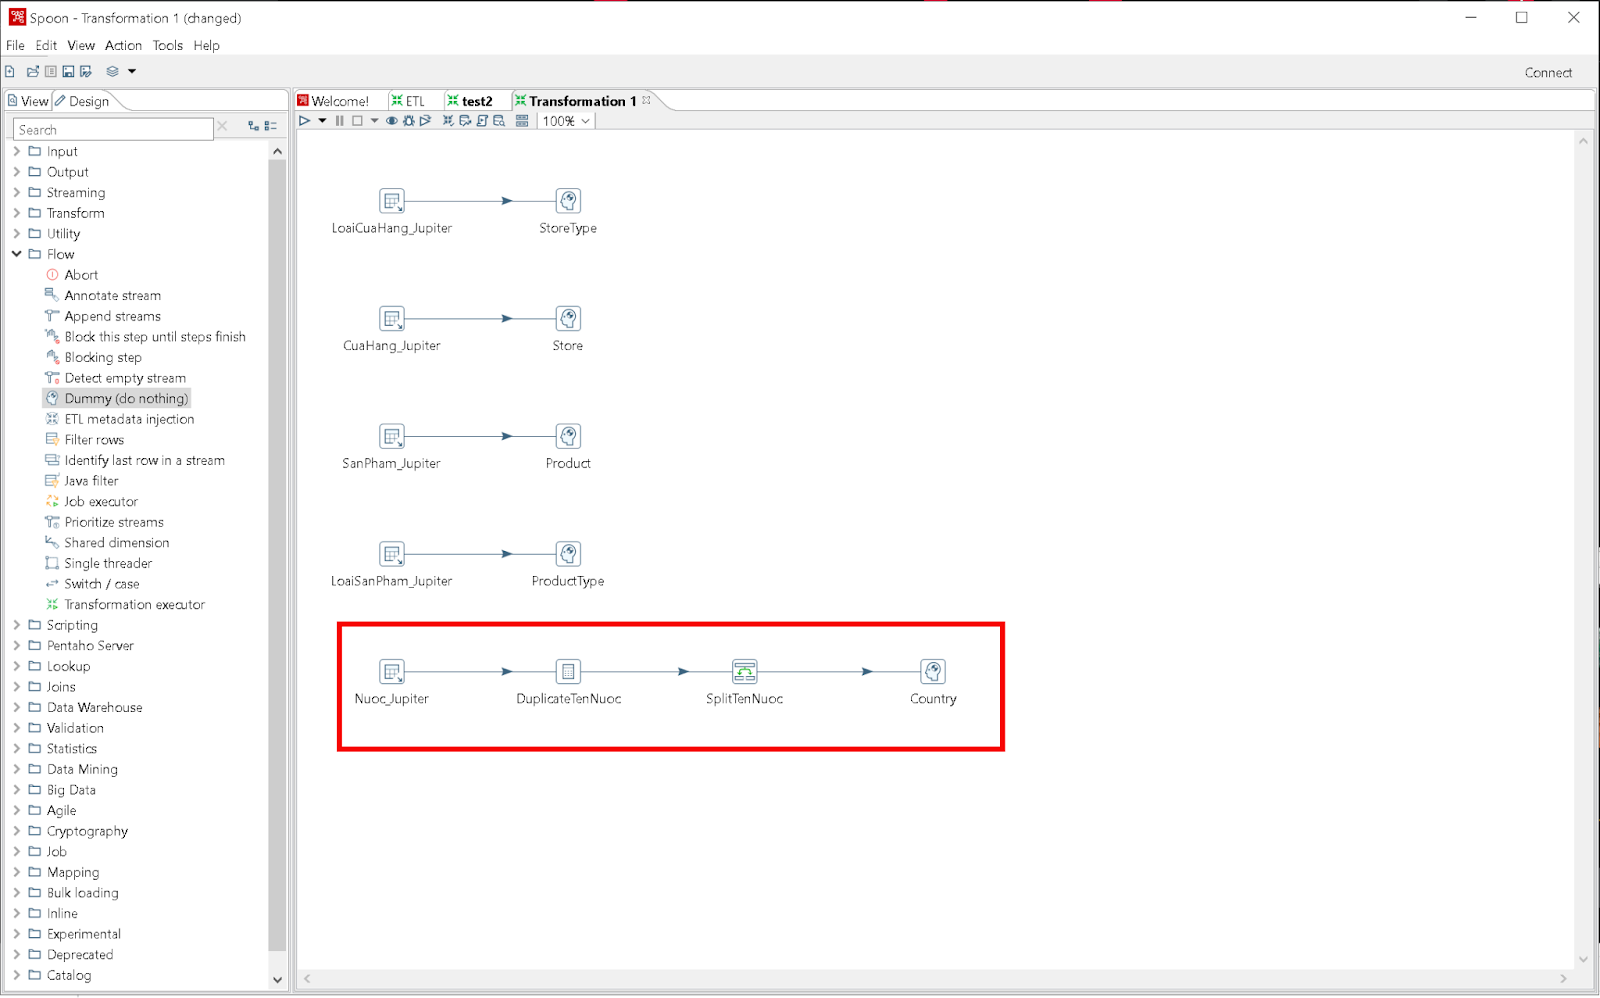 Spoon - Transformation 1 (changed)
File Edit View Action Tools Help
Connect
View Design
Welcome! ETL test2 Transformation 1
Search
100%
Input
Output
Streaming
Transform
Utility
Flow
Abort
Annotate stream
Append streams
Block this step until steps finish
Blocking step
Detect empty stream
Dummy (do nothing)
ETL metadata injection
Filter rows
Identify last row in a stream
Java filter
Job executor
Prioritize streams
Shared dimension
Single threader
Switch / case
Transformation executor
Scripting
Pentaho Server
Lookup
Joins
Data Warehouse
Validation
Statistics
Data Mining
Big Data
Agile
Cryptography
Job
Mapping
Bulk loading
Inline
Experimental
Deprecated
Catalog
LoaiCuaHang_Jupiter StoreType
CuaHang_Jupiter Store
SanPham_Jupiter Product
LoaiSanPham_Jupiter ProductType
Nuoc_Jupiter DuplicateTenNuoc SplitTenNuoc Country